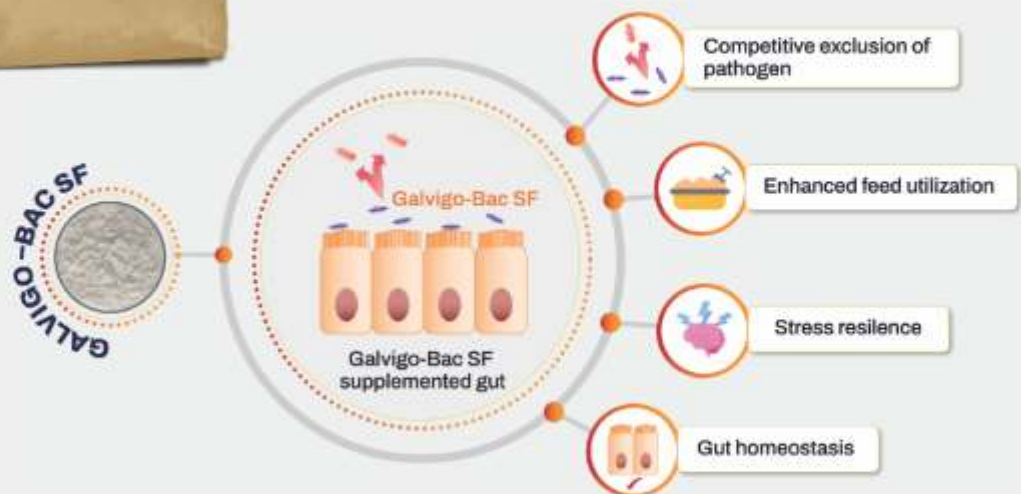 GALVIGO-BAC SF
Galvigo-Bac SF
Galvigo-Bac SF
supplemented gut
Competitive exclusion of
pathogen
Enhanced feed utilization
Stress resilence
Gut homeostasis